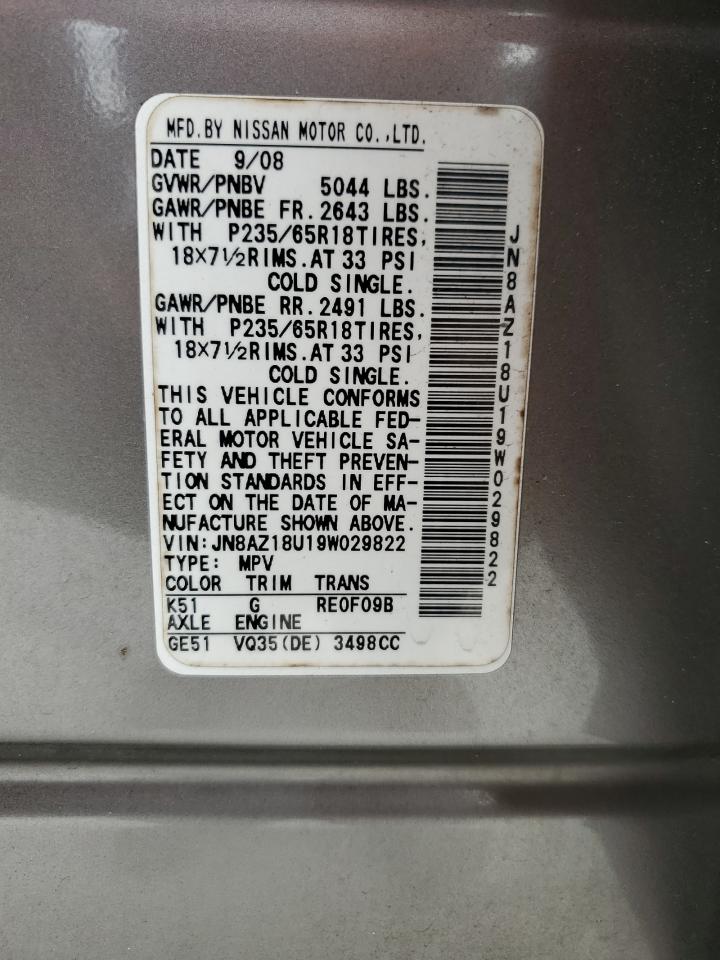 MFD.BY NISSAN MOTOR CO.,LTD.
DATE 9/08
GVWR/PNBV 5044 LBS.
GAWR/PNBE FR.2643 LBS.
WITH P235/65R18TIRES,
18X7½RIMS.AT 33 PSI
COLD SINGLE.
GAWR/PNBE RR.2491 LBS.
WITH P235/65R18TIRES,
18X7½RIMS.AT 33 PSI
COLD SINGLE.
THIS VEHICLE CONFORMS
TO ALL APPLICABLE FED-
ERAL MOTOR VEHICLE SA-
FETY AND THEFT PREVEN-
TION STANDARDS IN EFF-
ECT ON THE DATE OF MA-
NUFACTURE SHOWN ABOVE.
VIN:JN8AZ18U19W029822
TYPE: MPV
COLOR TRIM TRANS
K51 G RE0F09B
AXLE ENGINE
GE51 VQ35(DE) 3498CC
JN8AZ18U19W029822